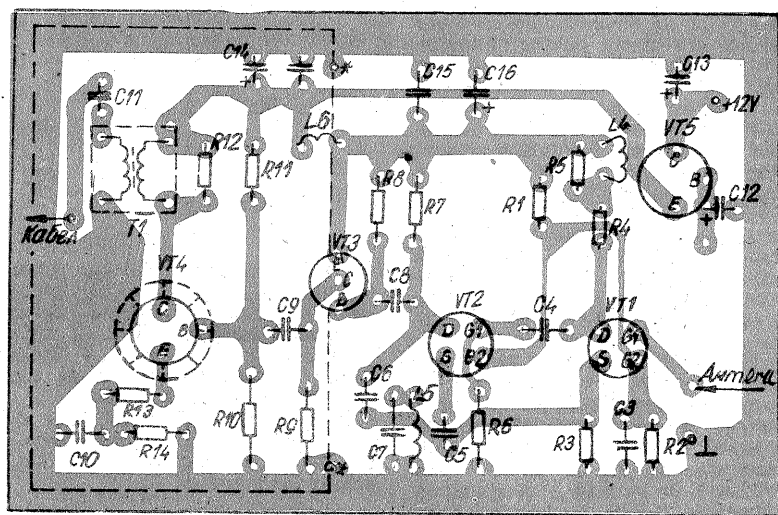 C14
+
*
C15
C16
+
C13
+
+12V
C11
L6
L4
VT5
C
B
E
R12
R11
R8
R7
R1
R5
R4
C12
+
T1
Кабел
VT4
C
B
E
VT3
C
C9
C8
VT2
D
G1
G2
C4
VT1
D
G1
S
G2
Антена
R13
C6
L5
R14
C10
R10
R9
C7
C5
R6
R3
C3
R2
⊥